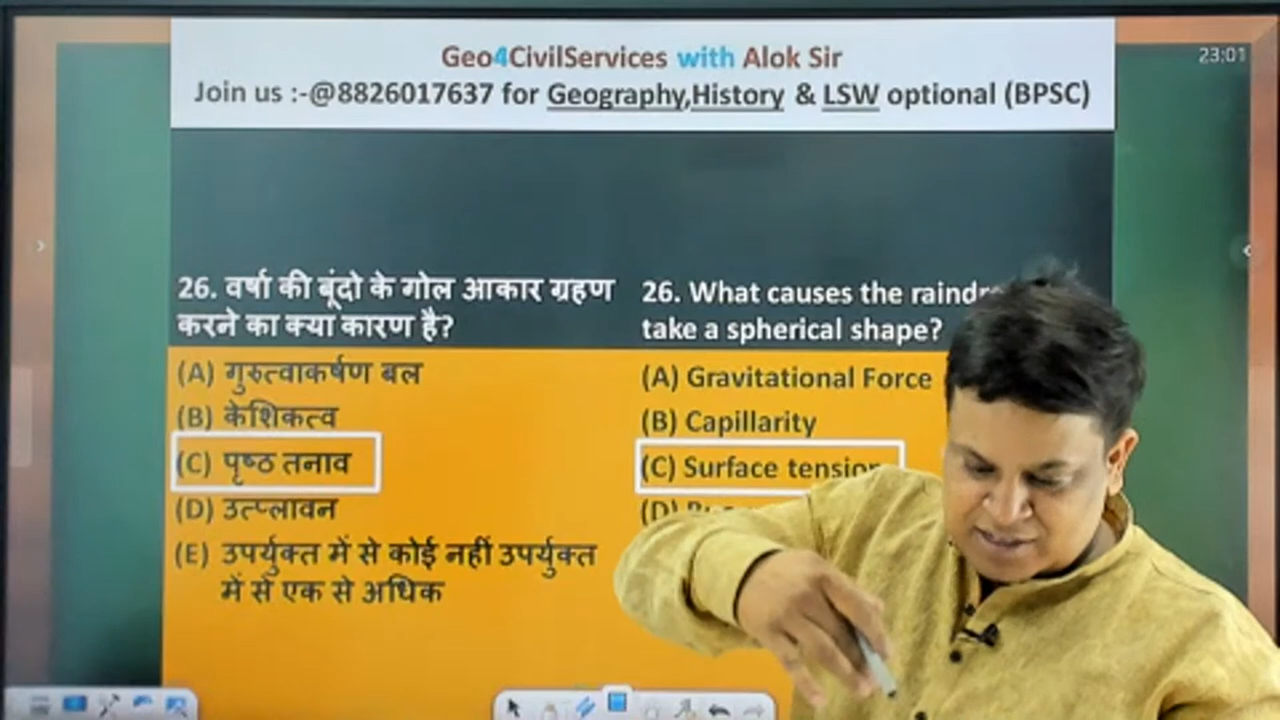 Geo4CivilServices with Alok Sir
Join us :-@8826017637 for Geography,History & LSW optional (BPSC)
23:01
26. वर्षा की बूंदो के गोल आकार ग्रहण
करने का क्या कारण है?
(A) गुरुत्वाकर्षण बल
(B) केशिकत्व
(C) पृष्ठ तनाव
(D) उत्प्लावन
(E) उपर्युक्त में से कोई नहीं उपर्युक्त
में से एक से अधिक
26. What causes the
take a spherical shape?
(A) Gravitational Force
(B) Capillarity
(C) Surface tension
(D)